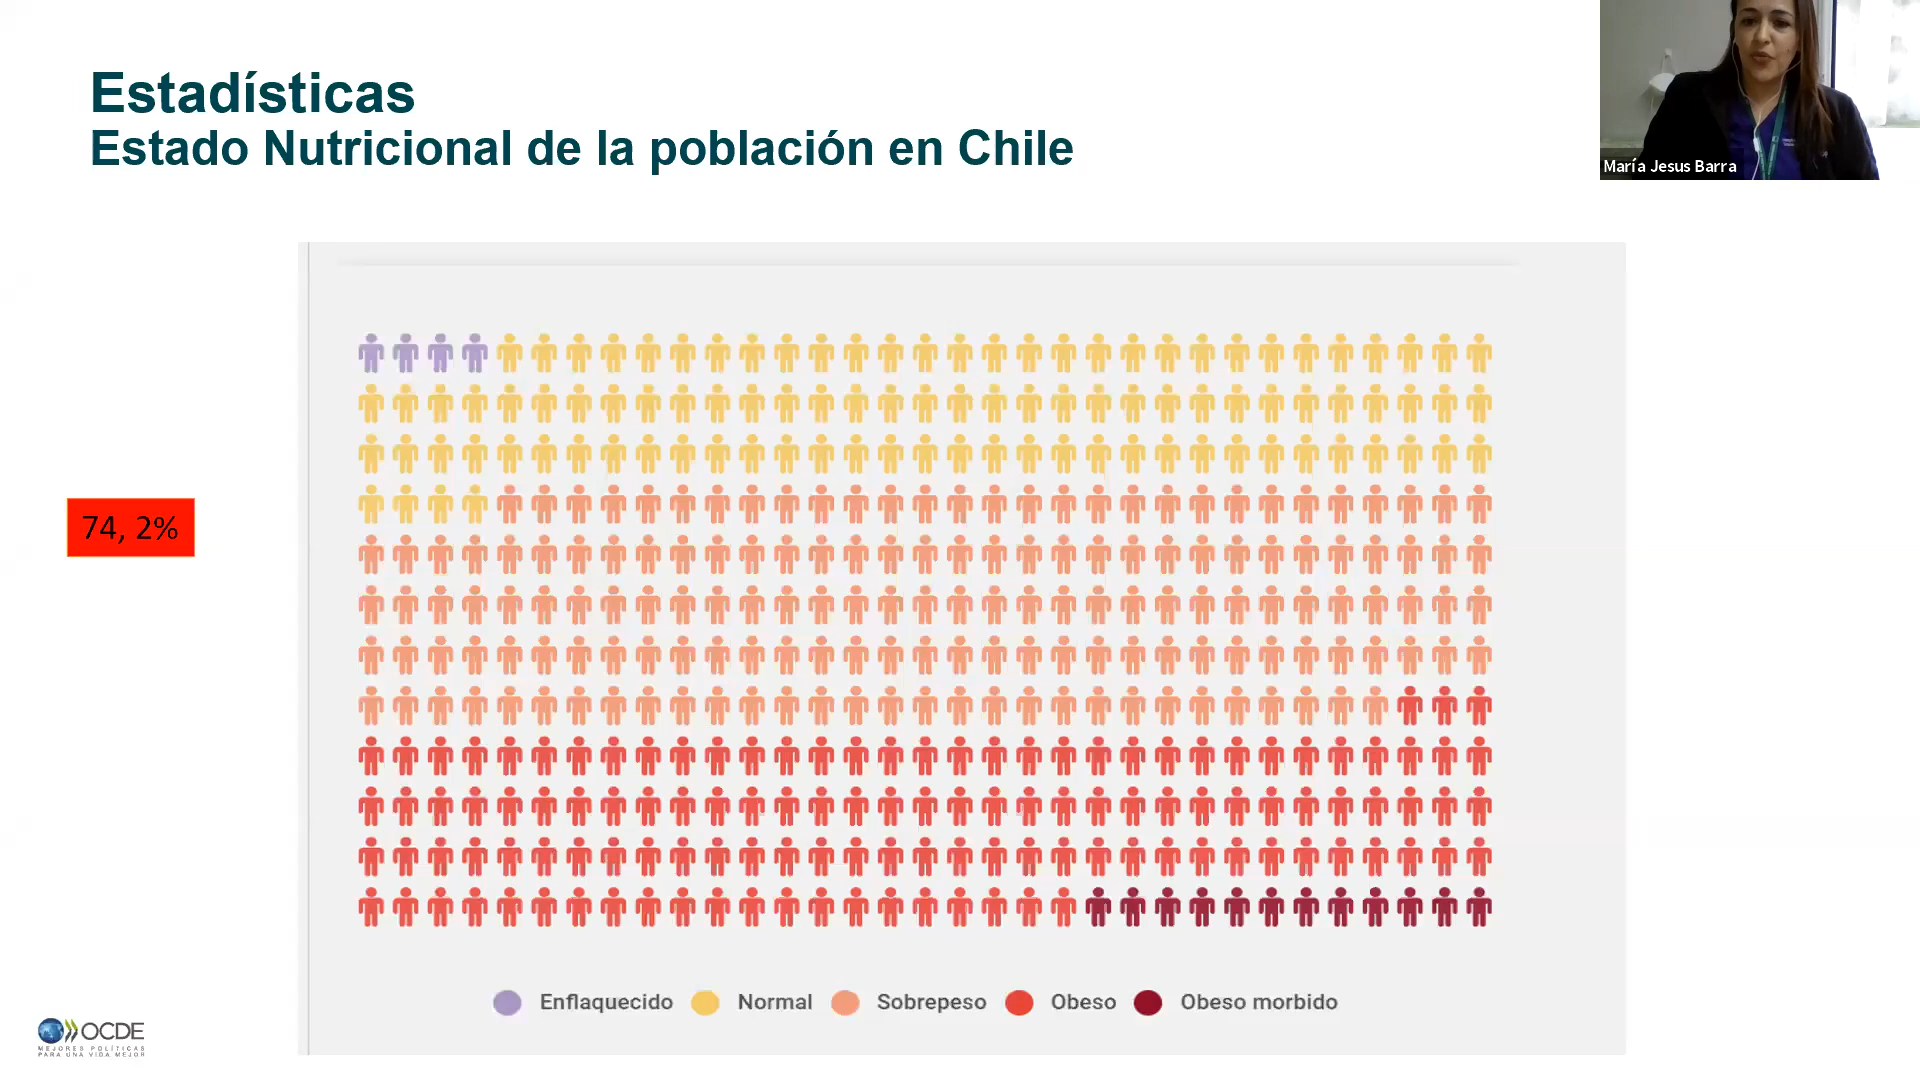 Estadísticas
Estado Nutricional de la población en Chile
María Jesus Barra
74, 2%
Enflaquecido Normal Sobrepeso Obeso Obeso morbido
OCDE
MEJORES POLÍTICAS
PARA UNA VIDA MEJOR